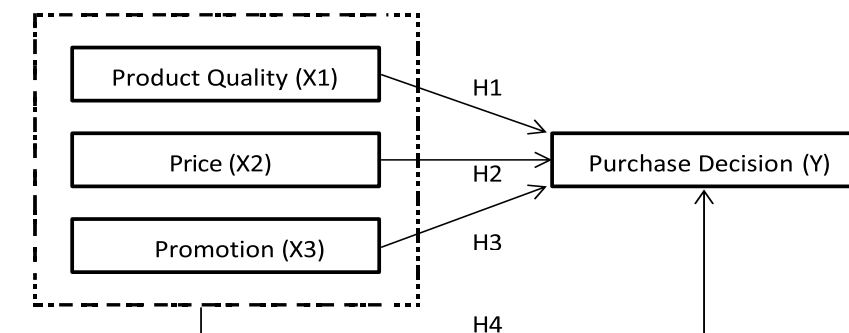 Product Quality (X1)
H1
Price (X2)
H2
Purchase Decision (Y)
Promotion (X3)
H3
H4